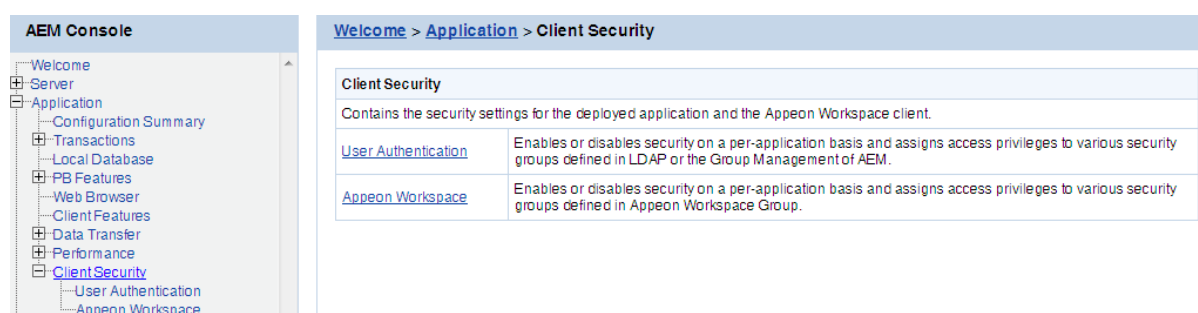 AEM Console
Welcome
Server
Application
Configuration Summary
Transactions
Local Database
PB Features
Web Browser
Client Features
Data Transfer
Performance
Client Security
User Authentication
Appeon Workspace
Welcome > Application > Client Security
Client Security
Contains the security settings for the deployed application and the Appeon Workspace client.
User Authentication
Enables or disables security on a per-application basis and assigns access privileges to various security
groups defined in LDAP or the Group Management of AEM.
Appeon Workspace
Enables or disables security on a per-application basis and assigns access privileges to various security
groups defined in Appeon Workspace Group.